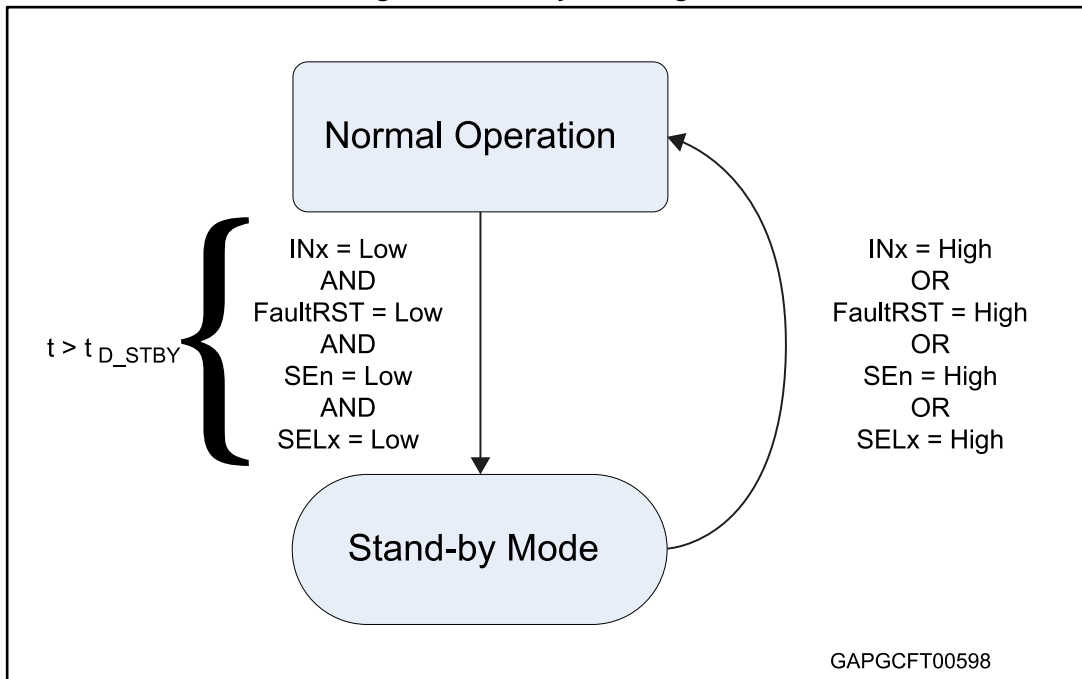 Normal Operation
INx = Low
AND
FaultRST = Low
AND
SEn = Low
AND
SELx = Low
t > t D_STBY
INx = High
OR
FaultRST = High
OR
SEn = High
OR
SELx = High
Stand-by Mode
GAPGCFT00598